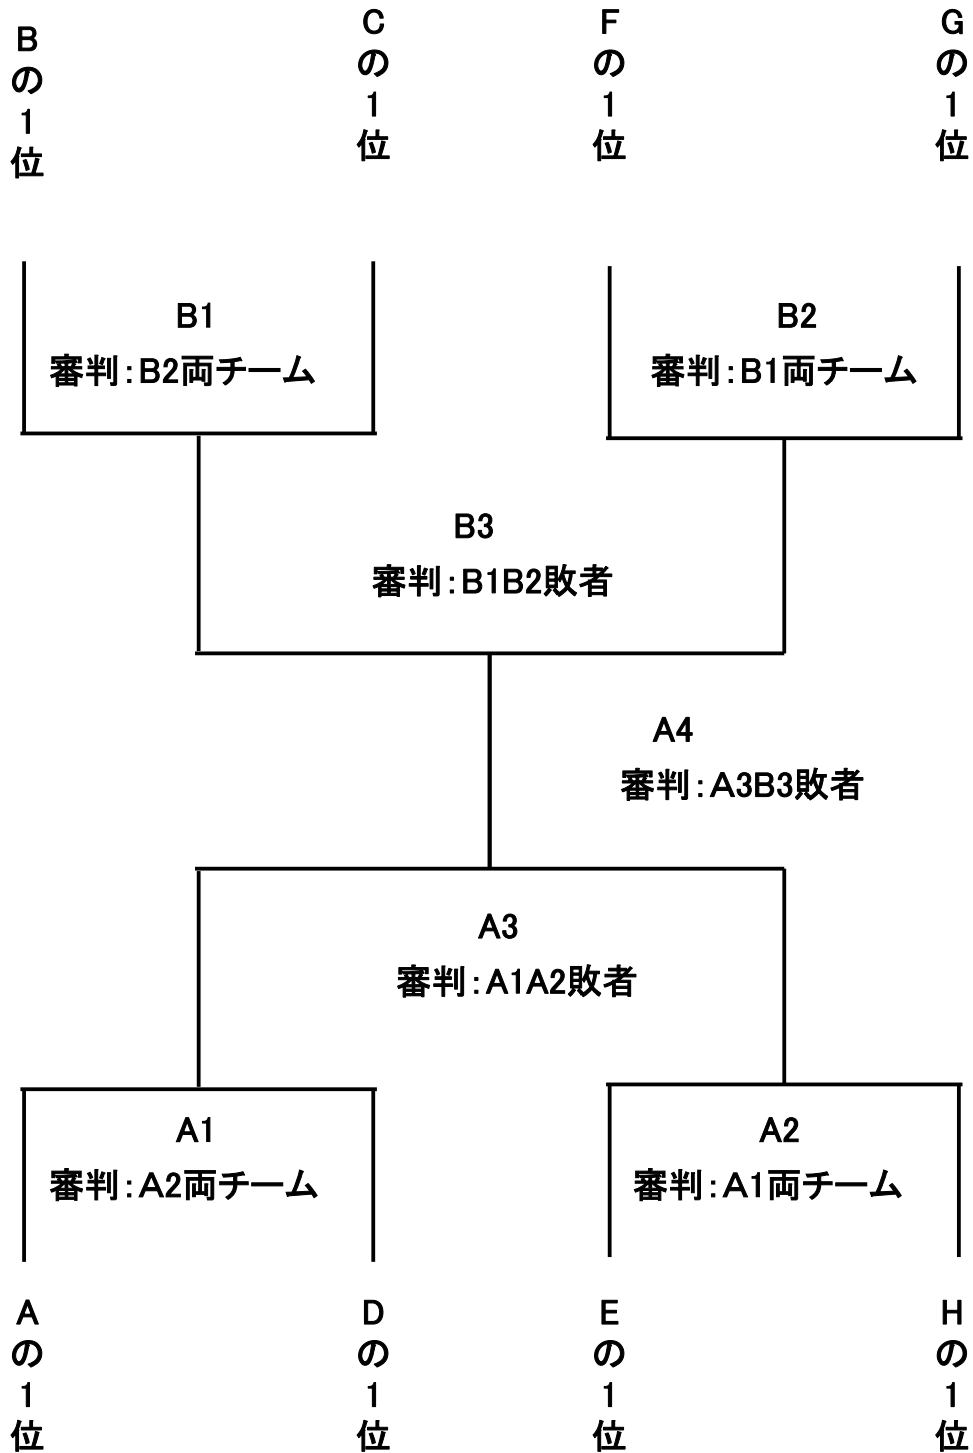 Bの1位
Cの1位
Fの1位
Gの1位
B1
審判：B2両チーム
B2
審判：B1両チーム
B3
審判：B1B2敗者
A4
審判：A3B3敗者
A3
審判：A1A2敗者
A1
審判：A2両チーム
A2
審判：A1両チーム
Aの1位
Dの1位
Eの1位
Hの1位